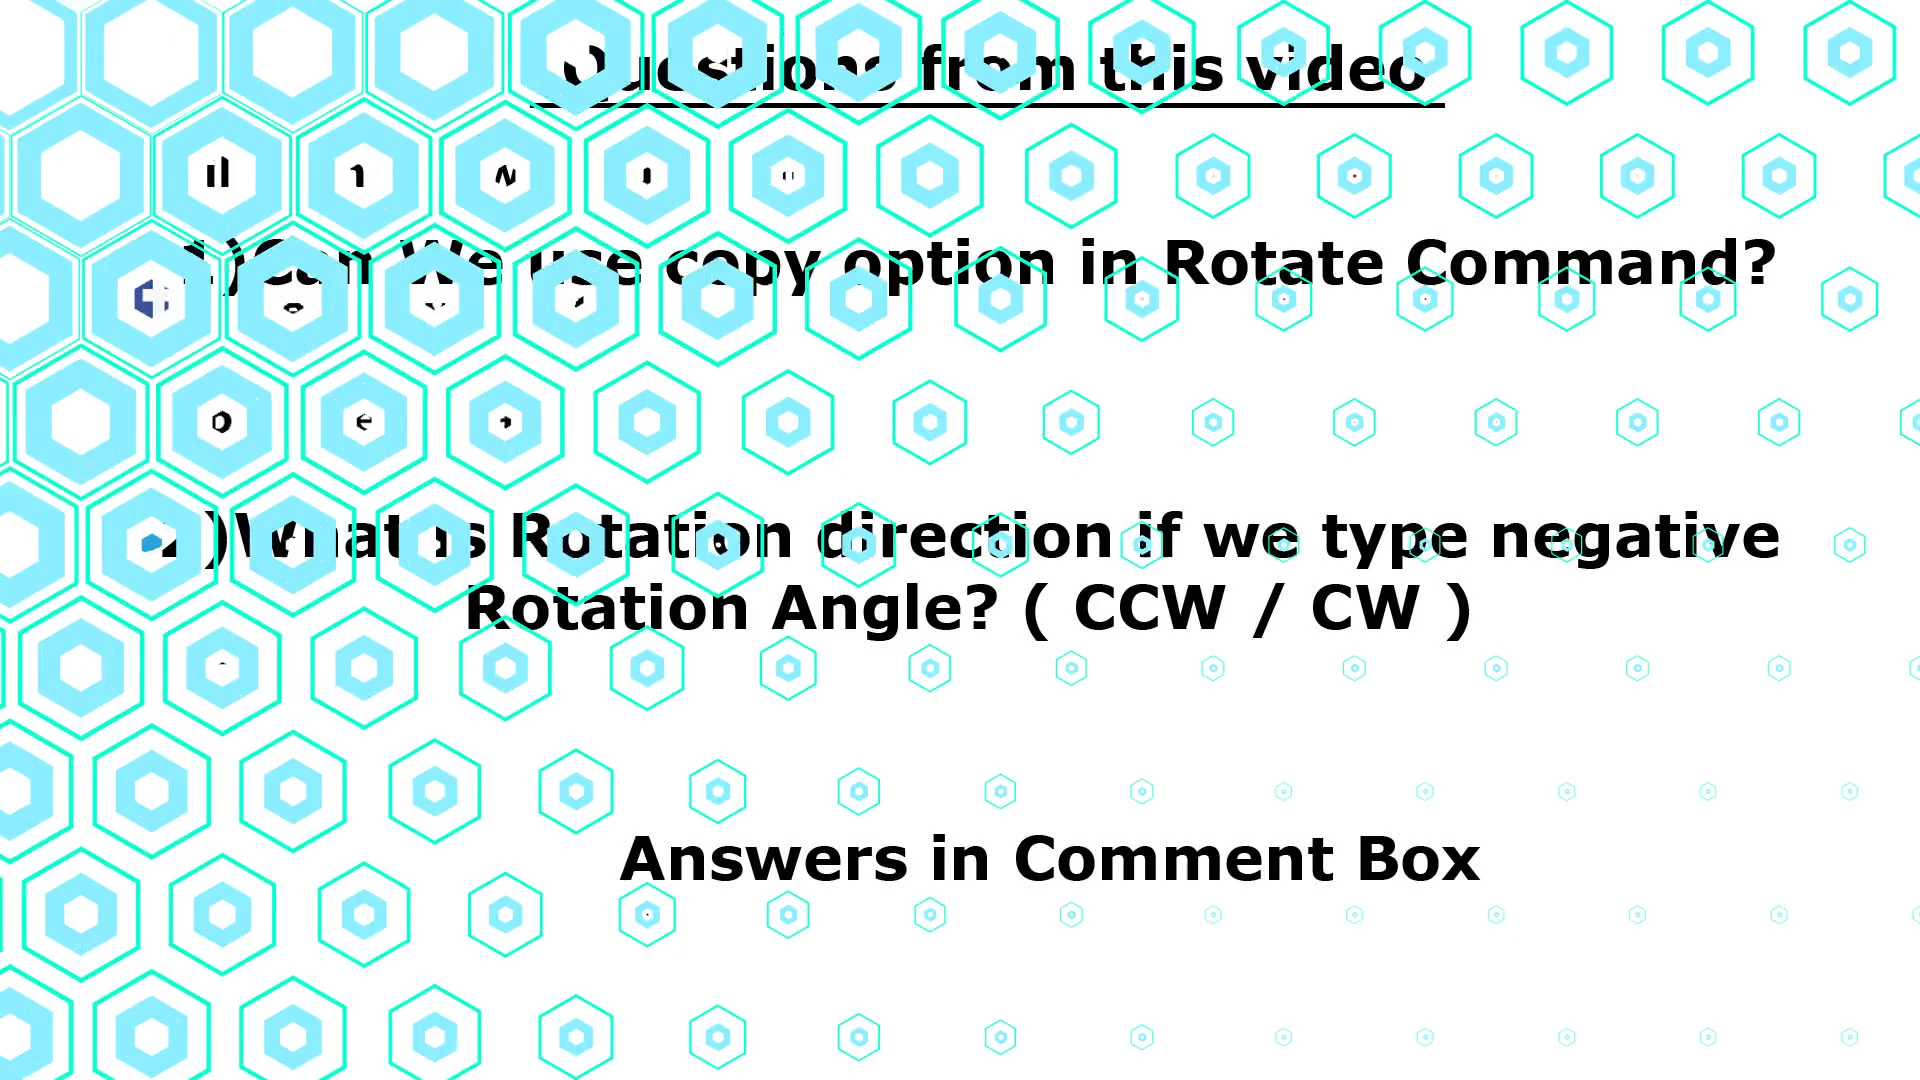 Questions from this video
1)Can We use copy option in Rotate Command?
2)What is Rotation direction if we type negative
Rotation Angle? ( CCW / CW )
Answers in Comment Box